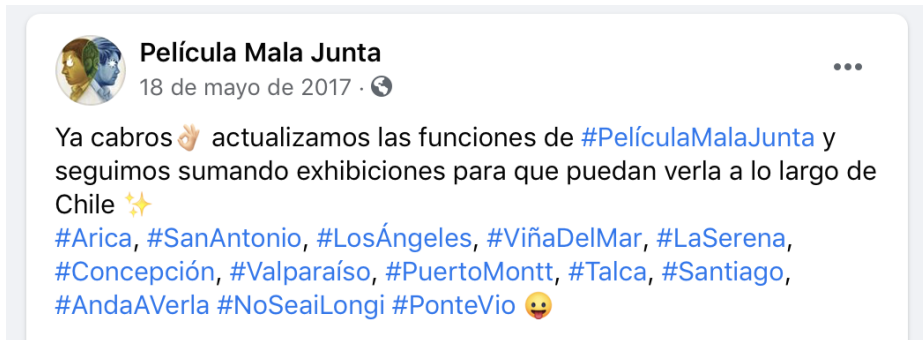 Película Mala Junta
18 de mayo de 2017 ·
Ya cabros👌🏻 actualizamos las funciones de #PelículaMalaJunta y
seguimos sumando exhibiciones para que puedan verla a lo largo de
Chile ✨
#Arica, #SanAntonio, #LosÁngeles, #ViñaDelMar, #LaSerena,
#Concepción, #Valparaíso, #PuertoMontt, #Talca, #Santiago,
#AndaAVerla #NoSeaiLongi #PonteVio 😛